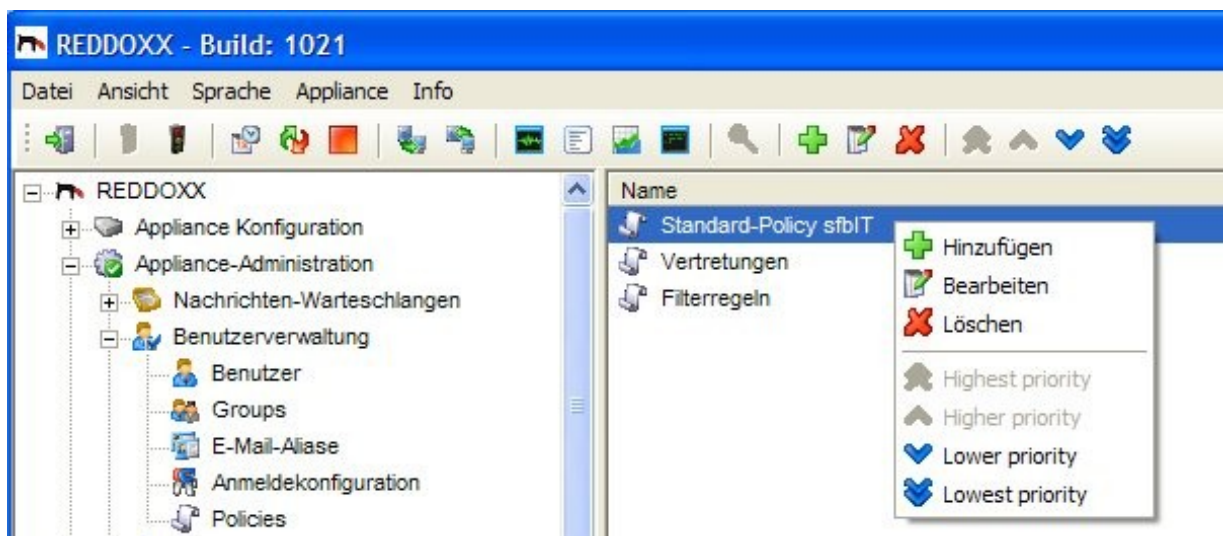 REDDOXX - Build: 1021
Datei Ansicht Sprache Appliance Info
REDDOXX
Appliance Konfiguration
Appliance-Administration
Nachrichten-Warteschlangen
Benutzerverwaltung
Benutzer
Groups
E-Mail-Aliase
Anmeldekonfiguration
Policies
Name
Standard-Policy sfbIT
Vertretungen
Filterregeln
Hinzufügen
Bearbeiten
Löschen
Highest priority
Higher priority
Lower priority
Lowest priority